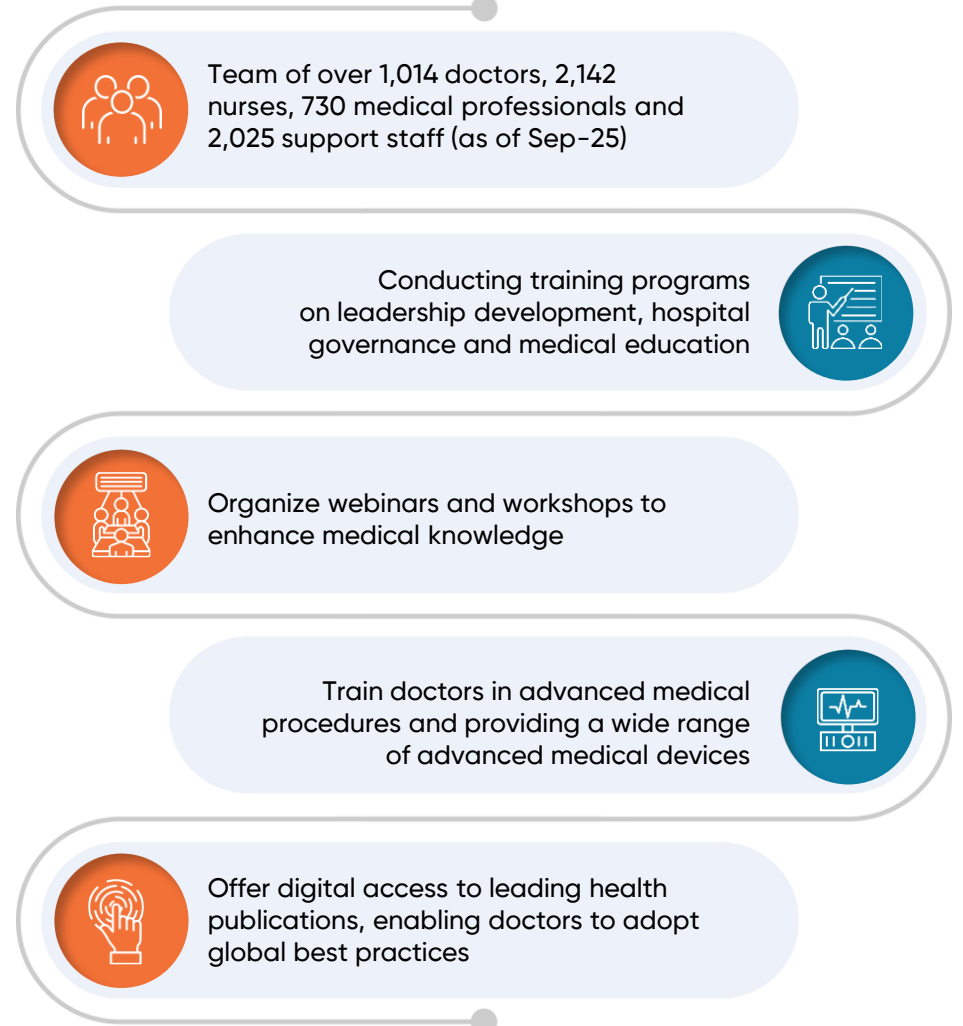 Team of over 1,014 doctors, 2,142
nurses, 730 medical professionals and
2,025 support staff (as of Sep-25)
Conducting training programs
on leadership development, hospital
governance and medical education
Organize webinars and workshops to
enhance medical knowledge
Train doctors in advanced medical
procedures and providing a wide range
of advanced medical devices
Offer digital access to leading health
publications, enabling doctors to adopt
global best practices